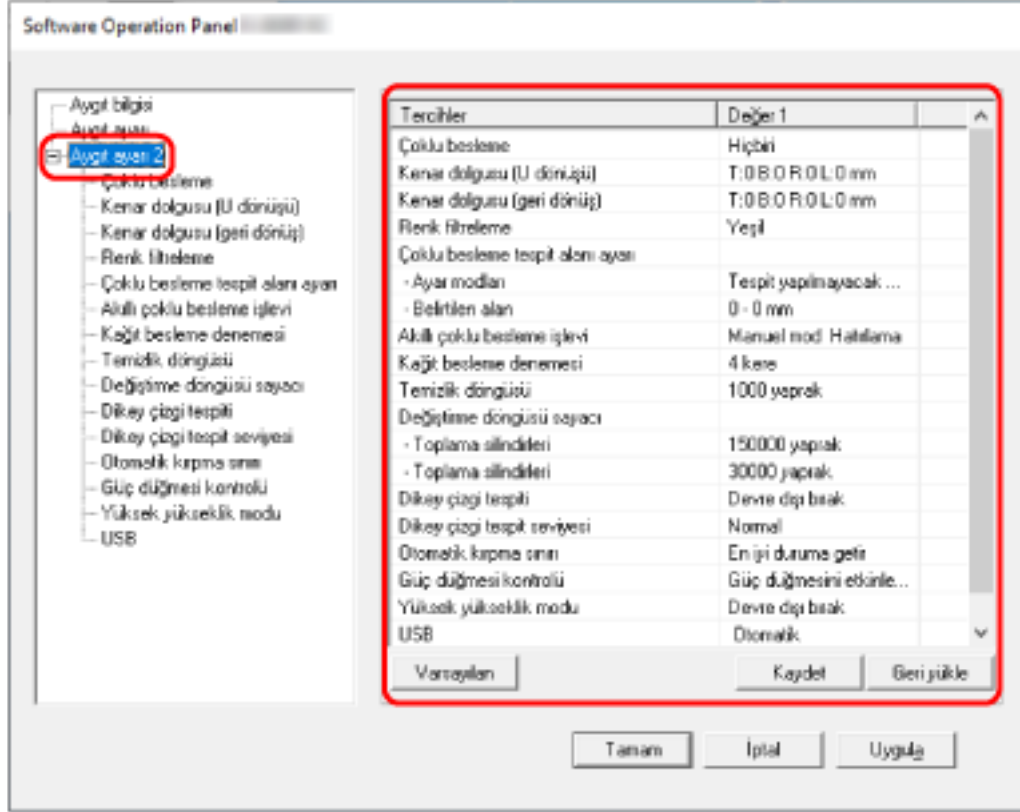 Software Operation Panel
Aygıt bilgisi
Aygıt ayarı
Aygıt ayarı 2
Çoklu besleme
Kenar dolgusu (U dönüşü)
Kenar dolgusu (geri dönüş)
Renk filtreleme
Çoklu besleme tespit alanı ayarı
Akıllı çoklu besleme işlevi
Kağıt besleme denemesi
Temizlik döngüsü
Değiştirme döngüsü sayacı
Dikey çizgi tespiti
Dikey çizgi tespit seviyesi
Otomatik kırpma sınırı
Güç düğmesi kontrolü
Yüksek yükseklik modu
USB
Tercihler Değer 1
Çoklu besleme Hiçbiri
Kenar dolgusu (U dönüşü) T:0 B:0 R:0 L:0 mm
Kenar dolgusu (geri dönüş) T:0 B:0 R:0 L:0 mm
Renk filtreleme Yeşil
Çoklu besleme tespit alanı ayarı
- Ayar modları Tespit yapılmayacak ...
- Belirtilen alan 0 - 0 mm
Akıllı çoklu besleme işlevi Manuel mod Hatırlama
Kağıt besleme denemesi 4 kere
Temizlik döngüsü 1000 yaprak
Değiştirme döngüsü sayacı
- Toplama silindirleri 150000 yaprak
- Toplama silindirleri 30000 yaprak
Dikey çizgi tespiti Devre dışı bırak
Dikey çizgi tespit seviyesi Normal
Otomatik kırpma sınırı En iyi duruma getir
Güç düğmesi kontrolü Güç düğmesini etkinle...
Yüksek yükseklik modu Devre dışı bırak
USB Otomatik
Varsayılan Kaydet Geri yükle
Tamam İptal Uygula